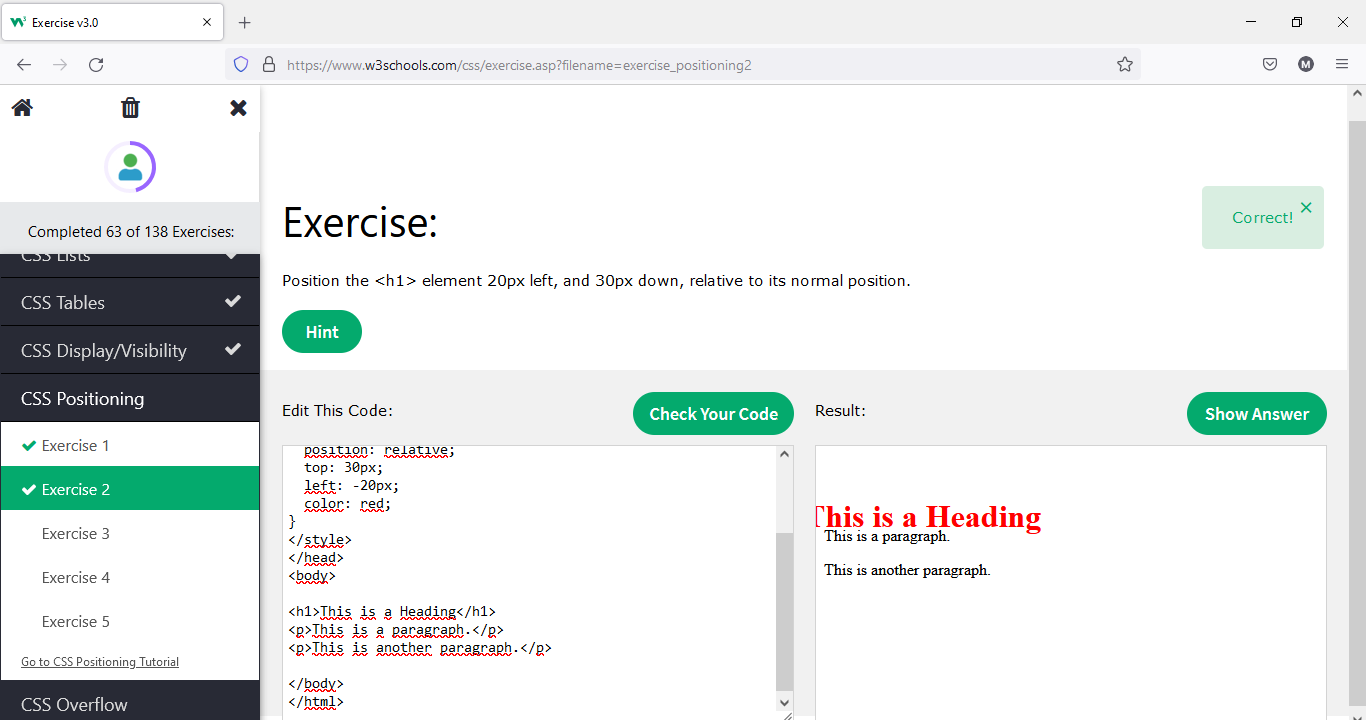 Exercise v3.0
https://www.w3schools.com/css/exercise.asp?filename=exercise_positioning2
M
Completed 63 of 138 Exercises:
CSS Lists
CSS Tables
CSS Display/Visibility
CSS Positioning
Exercise 1
Exercise 2
Exercise 3
Exercise 4
Exercise 5
Go to CSS Positioning Tutorial
CSS Overflow
Exercise:
Correct!
Position the <h1> element 20px left, and 30px down, relative to its normal position.
Hint
Edit This Code:
Check Your Code
position: relative;
top: 30px;
left: -20px;
color: red;
}
</style>
</head>
<body>
<h1>This is a Heading</h1>
<p>This is a paragraph.</p>
<p>This is another paragraph.</p>
</body>
</html>
Result:
Show Answer
This is a Heading
This is a paragraph.
This is another paragraph.